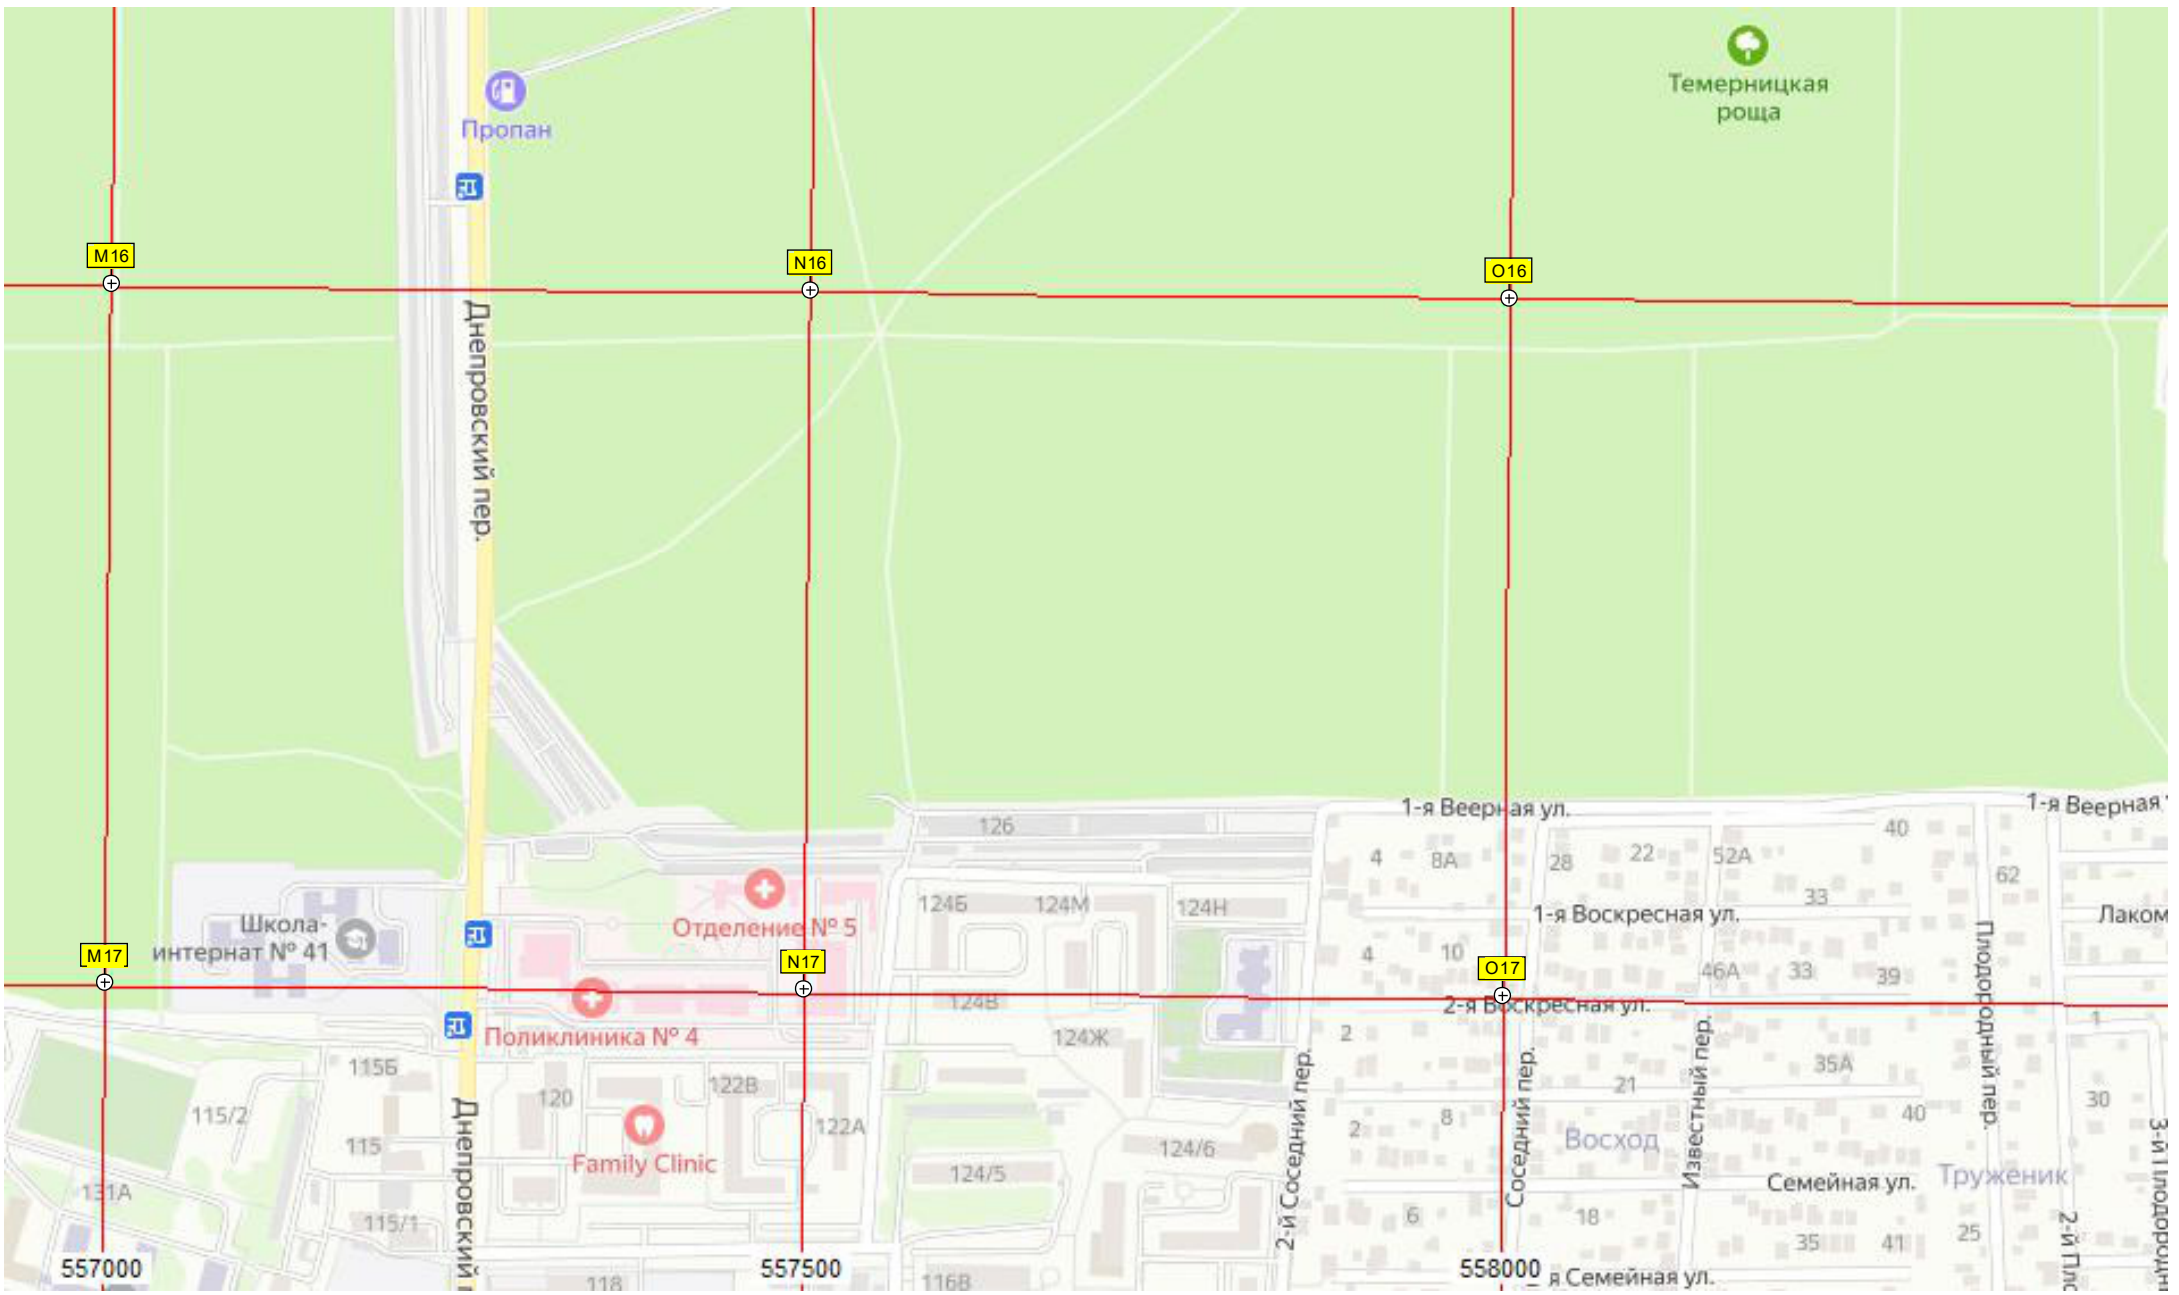 Темерницкая
роща
Пропан
M16
N16
O16
Днепровский пер.
1-я Веерная ул.
1-я Веерная
126
4
8А
28
22
52А
40
62
33
124Б
124М
124Н
Школа-
интернат № 41
Отделение № 5
1-я Воскресная ул.
Лаком
M17
N17
O17
4
10
46А
33
39
124В
2-я Воскресная ул.
Плодородный пер.
Поликлиника № 4
2
124Ж
1
115Б
120
122В
35А
21
30
115/2
115
122А
2
8
40
Восход
Family Clinic
124/6
124/5
2-й Соседний пер.
Соседний пер.
Известный пер.
Семейная ул.
Труженик
131А
115/1
Днепровский
6
18
35
41
25
2-й Пло
3-й Плодородн
557000
557500
558000
118
116В
я Семейная ул.